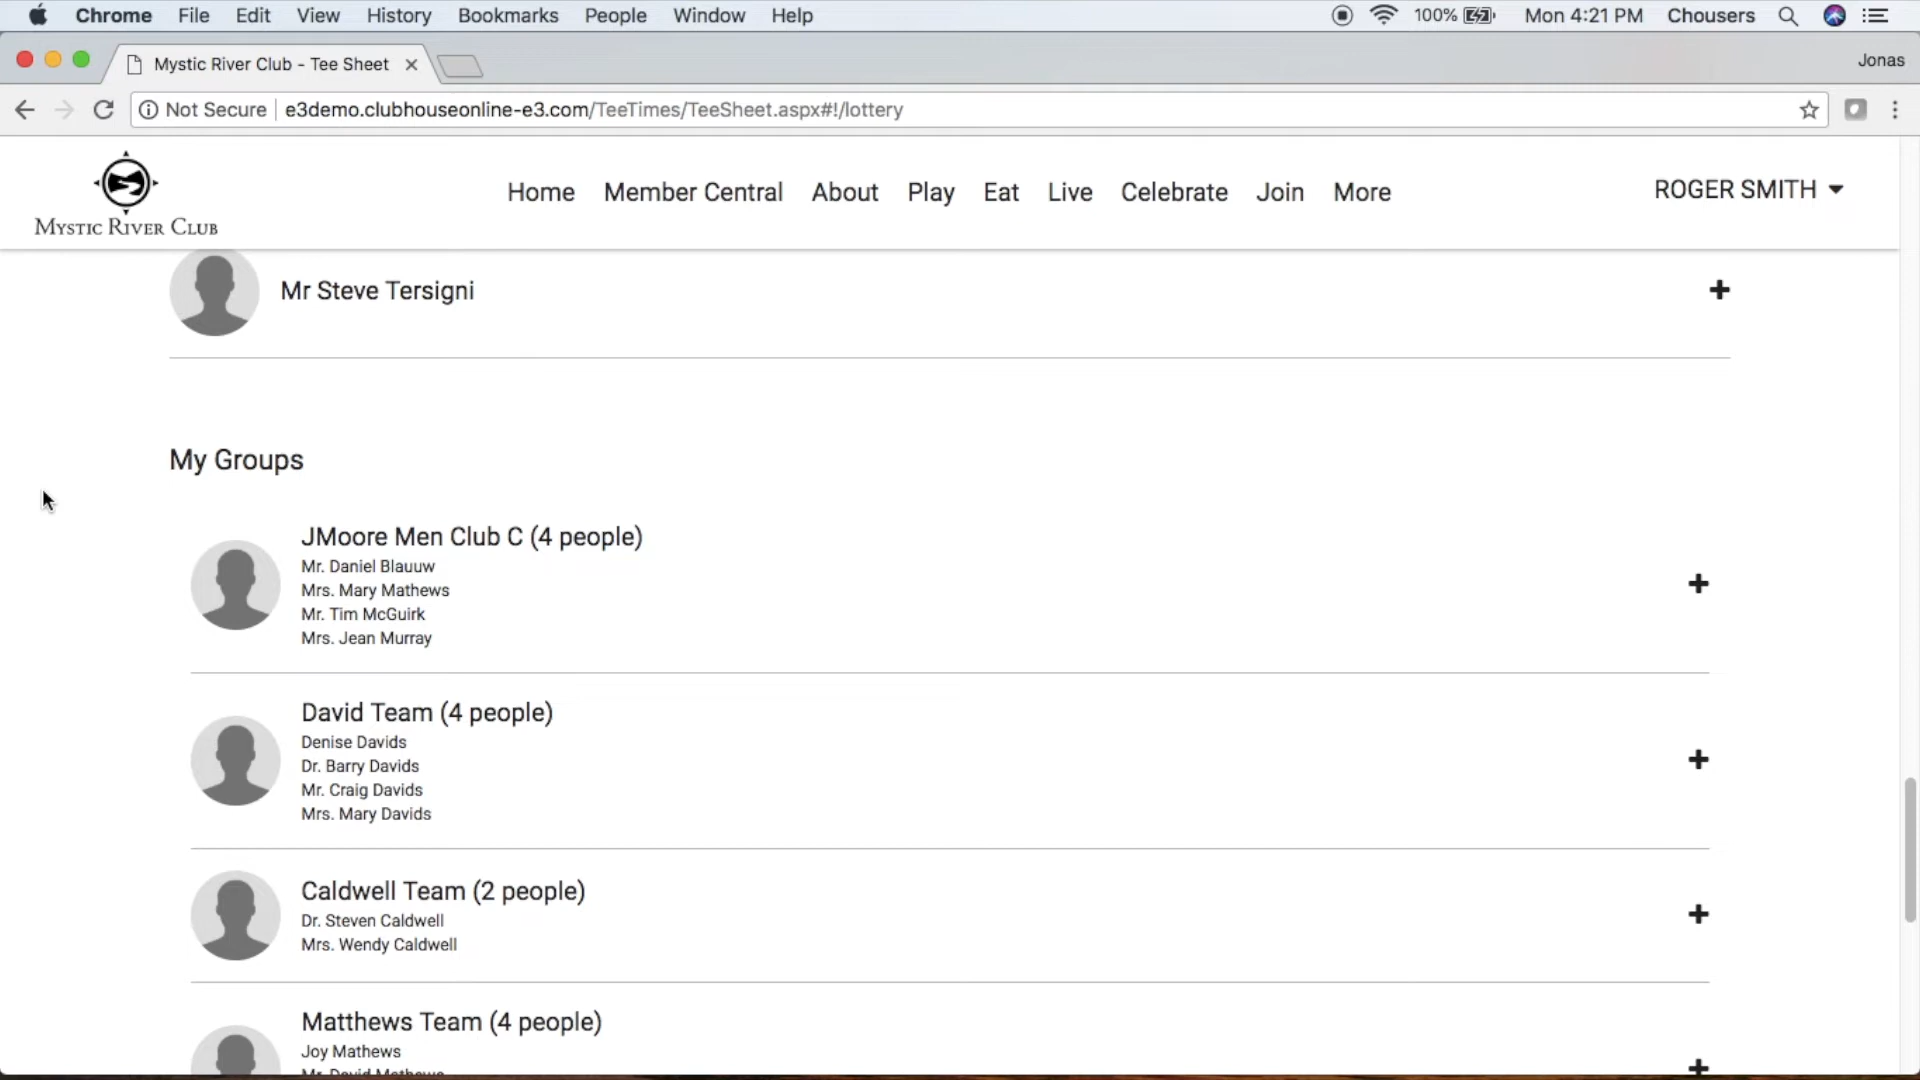 Chrome File Edit View History Bookmarks People Window Help 100% Mon 4:21 PM Chousers
Mystic River Club - Tee Sheet Jonas
Not Secure e3demo.clubhouseonline-e3.com/TeeTimes/TeeSheet.aspx#!/lottery
MYSTIC RIVER CLUB
Home Member Central About Play Eat Live Celebrate Join More ROGER SMITH
Mr Steve Tersigni
My Groups
JMoore Men Club C (4 people)
Mr. Daniel Blauuw
Mrs. Mary Mathews
Mr. Tim McGuirk
Mrs. Jean Murray
David Team (4 people)
Denise Davids
Dr. Barry Davids
Mr. Craig Davids
Mrs. Mary Davids
Caldwell Team (2 people)
Dr. Steven Caldwell
Mrs. Wendy Caldwell
Matthews Team (4 people)
Joy Mathews
Mr. David Mathews